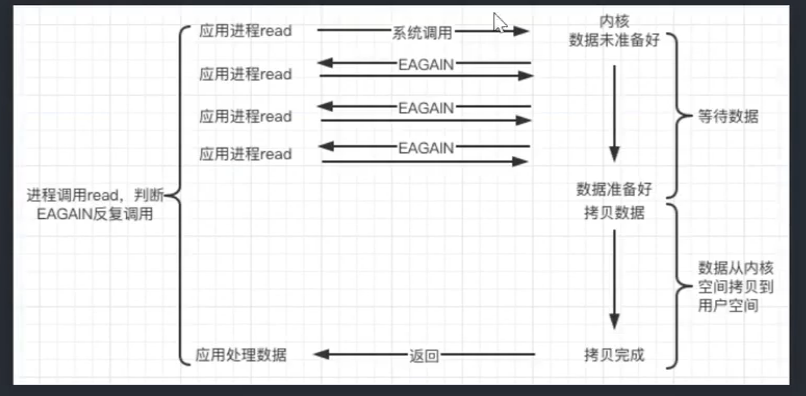 应用进程read
系统调用
内核
数据未准备好
应用进程read
EAGAIN
应用进程read
EAGAIN
等待数据
应用进程read
EAGAIN
进程调用read，判断
EAGAIN反复调用
数据准备好
拷贝数据
数据从内核
空间拷贝到
用户空间
应用处理数据
返回
拷贝完成